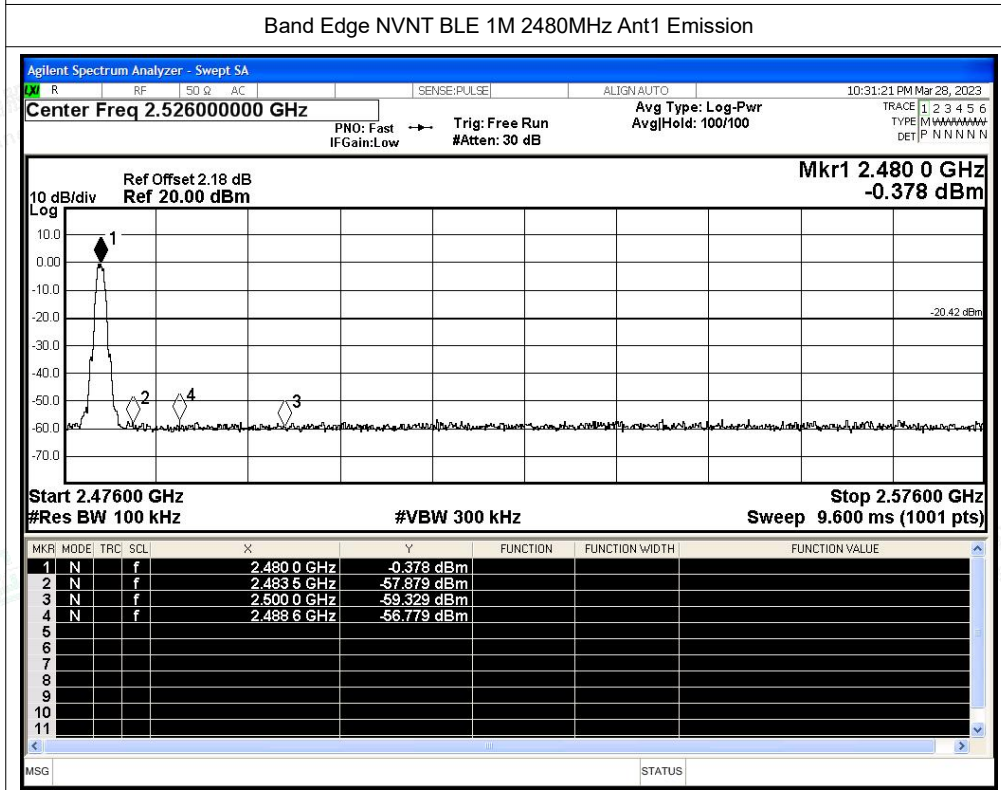 Band Edge NVNT BLE 1M 2480MHz Ant1 Emission
Agilent Spectrum Analyzer - Swept SA
LXI R RF 50 Ω AC SENSE:PULSE ALIGN AUTO 10:31:21 PM Mar 28, 2023
Center Freq 2.526000000 GHz Avg Type: Log-Pwr TRACE 1 2 3 4 5 6
PNO: Fast Trig: Free Run Avg|Hold: 100/100 TYPE M WWWWW
IFGain:Low #Atten: 30 dB DET P N N N N N
Mkr1 2.480 0 GHz
Ref Offset 2.18 dB
10 dB/div Ref 20.00 dBm -0.378 dBm
Log
10.0
1
0.00
-10.0
-20.0
-20.42 dBm
-30.0
-40.0
-50.0
2 4 3
-60.0
-70.0
Start 2.47600 GHz Stop 2.57600 GHz
#Res BW 100 kHz #VBW 300 kHz Sweep 9.600 ms (1001 pts)
MKR MODE TRC SCL X Y FUNCTION FUNCTION WIDTH FUNCTION VALUE
1 N f 2.480 0 GHz -0.378 dBm
2 N f 2.483 5 GHz -57.879 dBm
3 N f 2.500 0 GHz -59.329 dBm
4 N f 2.488 6 GHz -56.779 dBm
5
6
7
8
9
10
11
MSG STATUS